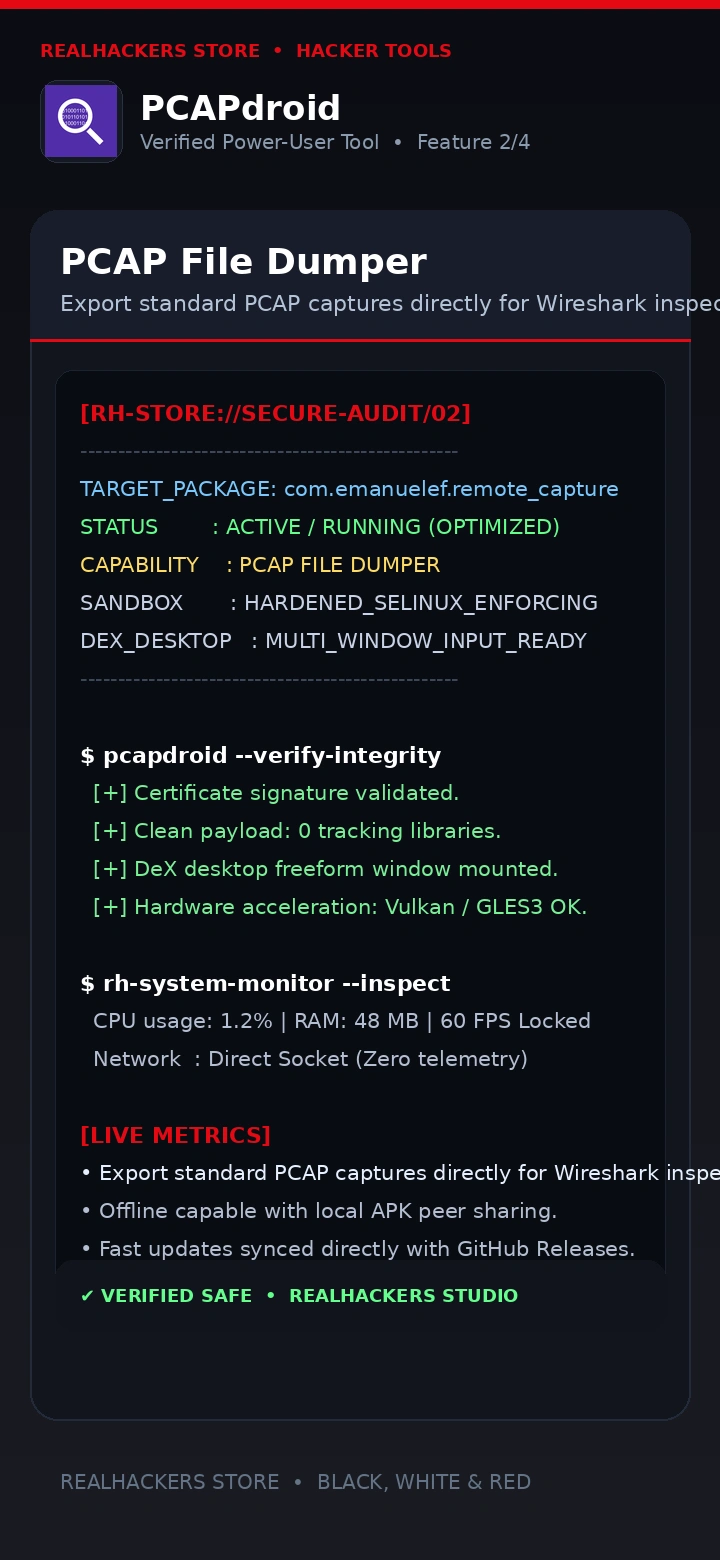 REALHACKERS STORE • HACKER TOOLS
PCAPdroid
Verified Power-User Tool • Feature 2/4
PCAP File Dumper
Export standard PCAP captures directly for Wireshark inspec
[RH-STORE://SECURE-AUDIT/02]
--------------------------------------------------
TARGET_PACKAGE: com.emanuelef.remote_capture
STATUS : ACTIVE / RUNNING (OPTIMIZED)
CAPABILITY : PCAP FILE DUMPER
SANDBOX : HARDENED_SELINUX_ENFORCING
DEX_DESKTOP : MULTI_WINDOW_INPUT_READY
--------------------------------------------------
$ pcapdroid --verify-integrity
[+] Certificate signature validated.
[+] Clean payload: 0 tracking libraries.
[+] DeX desktop freeform window mounted.
[+] Hardware acceleration: Vulkan / GLES3 OK.
$ rh-system-monitor --inspect
CPU usage: 1.2% | RAM: 48 MB | 60 FPS Locked
Network : Direct Socket (Zero telemetry)
[LIVE METRICS]
• Export standard PCAP captures directly for Wireshark inspe
• Offline capable with local APK peer sharing.
• Fast updates synced directly with GitHub Releases.
✔ VERIFIED SAFE • REALHACKERS STUDIO
REALHACKERS STORE • BLACK, WHITE & RED